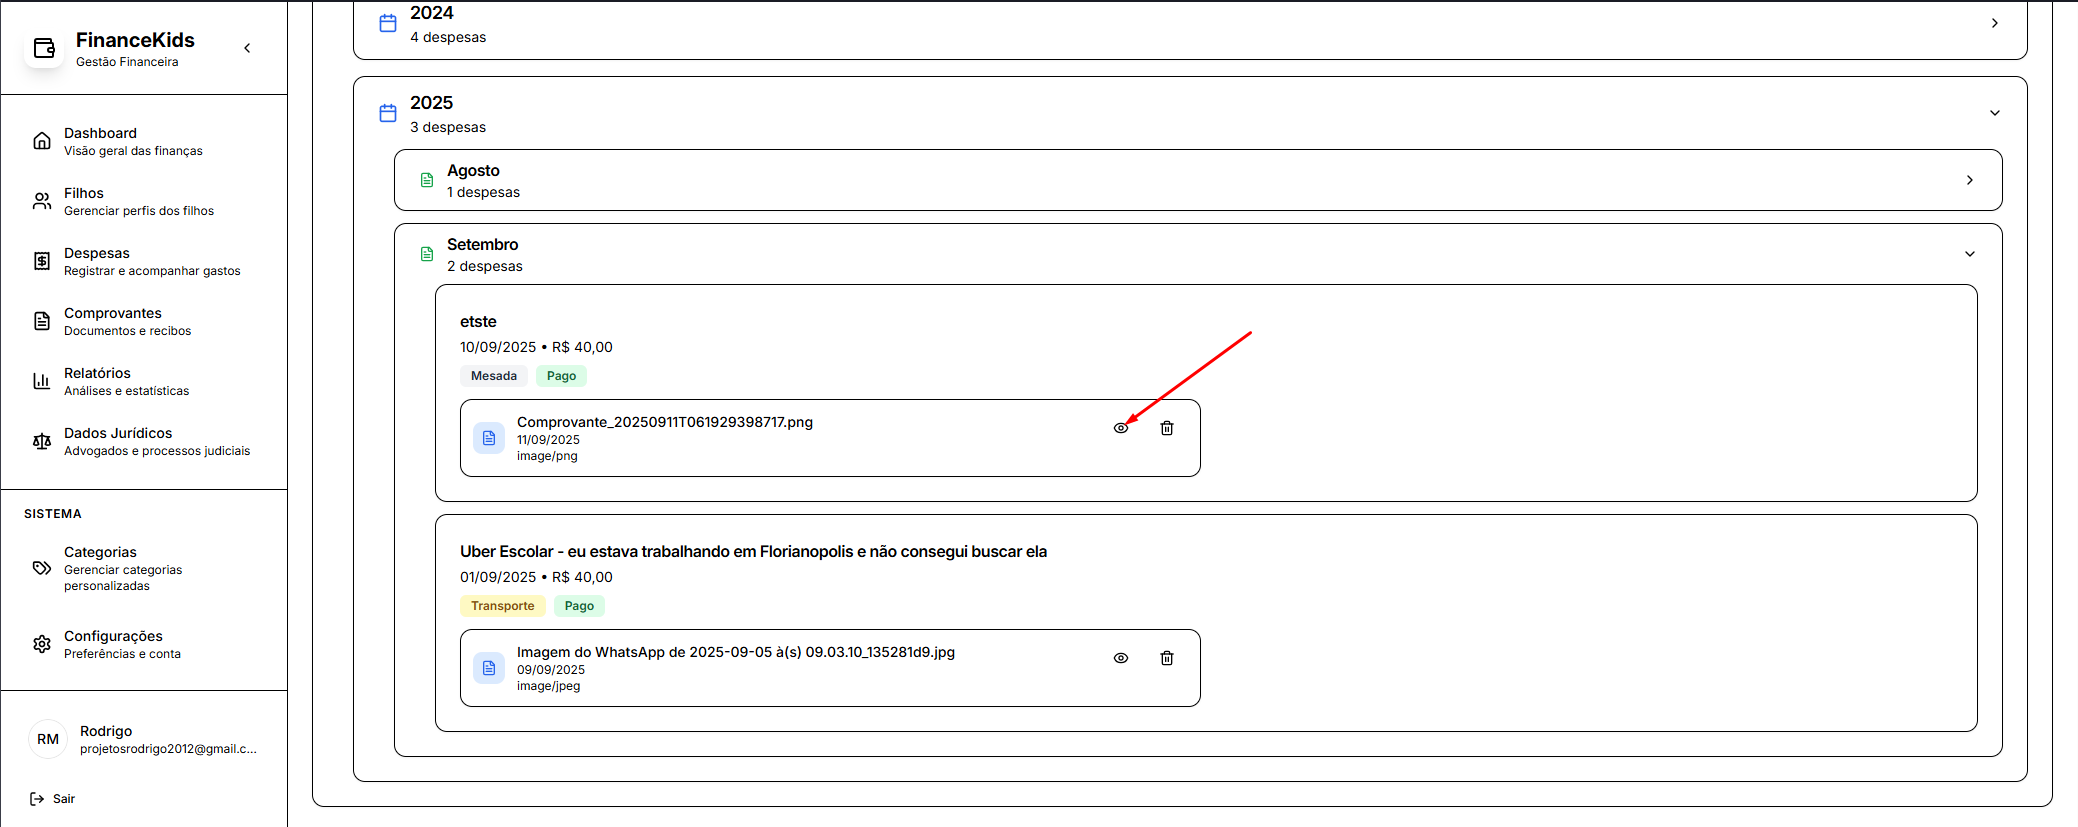 FinanceKids
Gestão Financeira
Dashboard
Visão geral das finanças
Filhos
Gerenciar perfis dos filhos
Despesas
Registrar e acompanhar gastos
Comprovantes
Documentos e recibos
Relatórios
Análises e estatísticas
Dados Jurídicos
Advogados e processos judiciais
SISTEMA
Categorias
Gerenciar categorias
personalizadas
Configurações
Preferências e conta
RM
Rodrigo
projetosrodrigo2012@gmail.c...
Sair
2024
4 despesas
2025
3 despesas
Agosto
1 despesas
Setembro
2 despesas
etste
10/09/2025 • R$ 40,00
Mesada Pago
Comprovante_20250911T061929398717.png
11/09/2025
image/png
Uber Escolar - eu estava trabalhando em Florianopolis e não consegui buscar ela
01/09/2025 • R$ 40,00
Transporte Pago
Imagem do WhatsApp de 2025-09-05 à(s) 09.03.10_135281d9.jpg
09/09/2025
image/jpeg